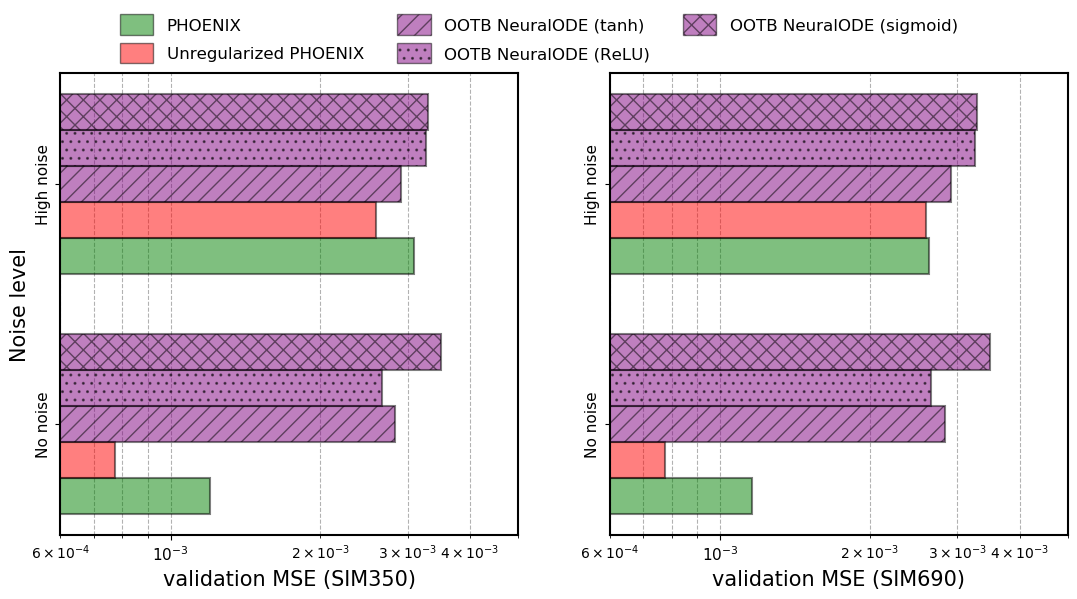 PHOENIX
Unregularized PHOENIX
OOTB NeuralODE (tanh)
OOTB NeuralODE (ReLU)
OOTB NeuralODE (sigmoid)
Noise level
High noise
No noise
6 × 10⁻⁴
10⁻³
2 × 10⁻³
3 × 10⁻³
4 × 10⁻³
validation MSE (SIM350)
High noise
No noise
6 × 10⁻⁴
10⁻³
2 × 10⁻³
3 × 10⁻³
4 × 10⁻³
validation MSE (SIM690)